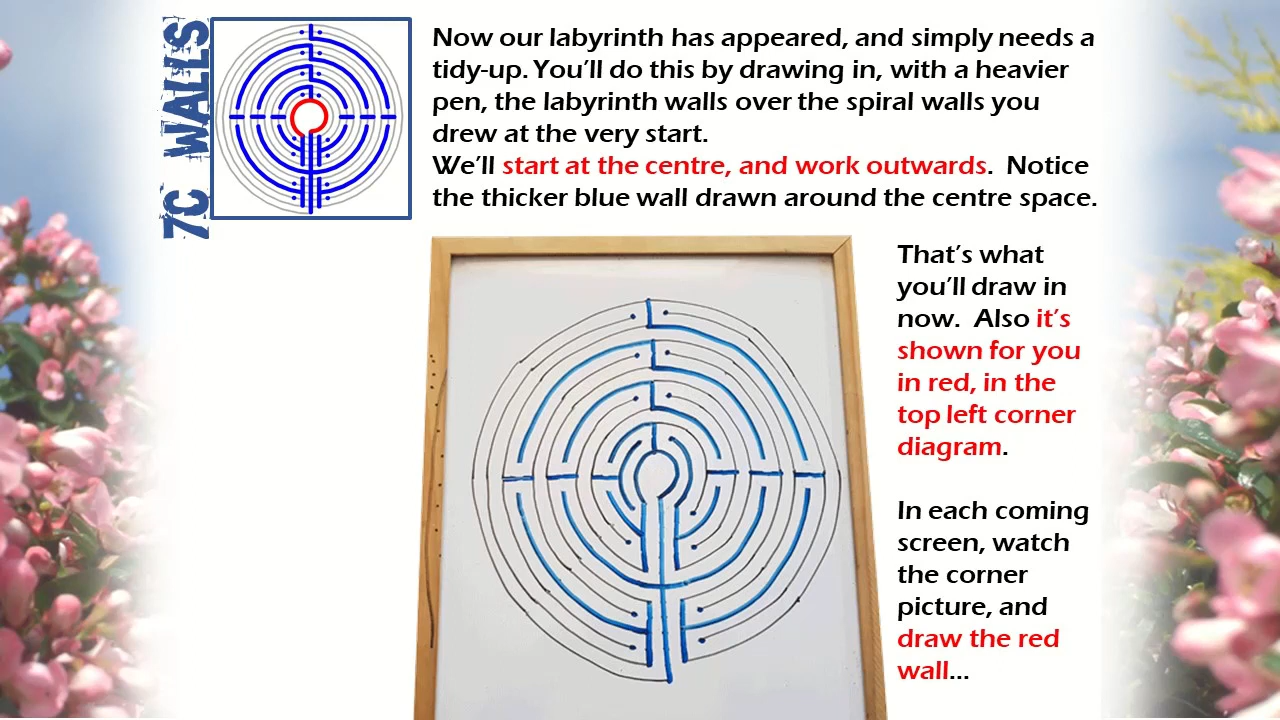 7C WALLS
Now our labyrinth has appeared, and simply needs a
tidy-up. You’ll do this by drawing in, with a heavier
pen, the labyrinth walls over the spiral walls you
drew at the very start.
We’ll start at the centre, and work outwards. Notice
the thicker blue wall drawn around the centre space.
That’s what
you’ll draw in
now. Also it’s
shown for you
in red, in the
top left corner
diagram.
In each coming
screen, watch
the corner
picture, and
draw the red
wall...